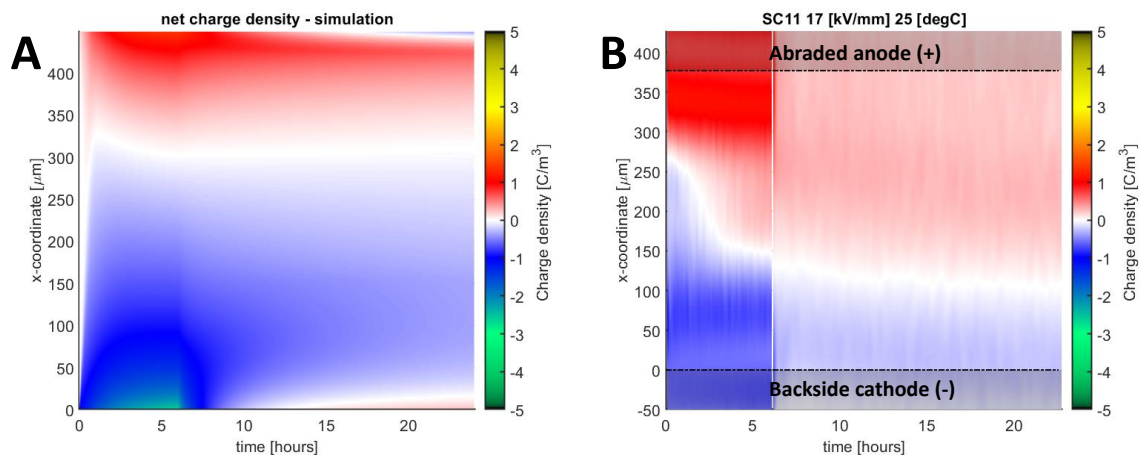 A
net charge density - simulation
x-coordinate [μm]
400
350
300
250
200
150
100
50
0
0 5 10 15 20
time [hours]
5
4
3
2
1
0
-1
-2
-3
-4
-5
Charge density [C/m³]
B
SC11 17 [kV/mm] 25 [degC]
Abraded anode (+)
Backside cathode (-)
x-coordinate [μm]
400
350
300
250
200
150
100
50
0
-50
0 5 10 15 20
time [hours]
5
4
3
2
1
0
-1
-2
-3
-4
-5
Charge density [C/m³]